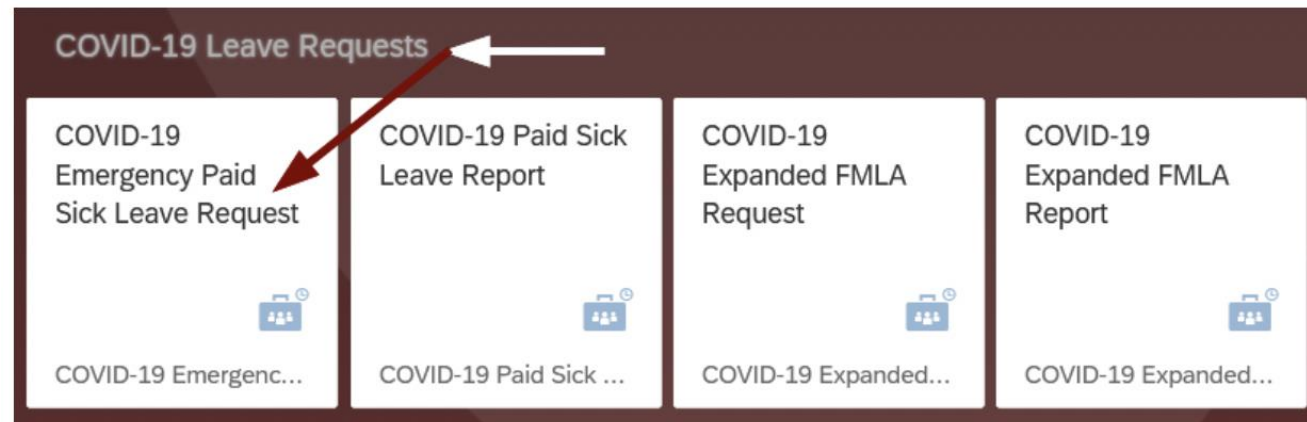 COVID-19 Leave Requests
COVID-19
Emergency Paid
Sick Leave Request
COVID-19 Emergenc...
COVID-19 Paid Sick
Leave Report
COVID-19 Paid Sick ...
COVID-19
Expanded FMLA
Request
COVID-19 Expanded...
COVID-19
Expanded FMLA
Report
COVID-19 Expanded...